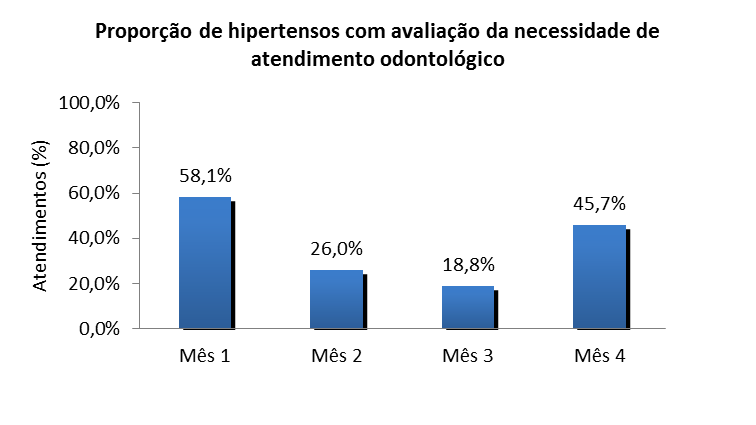 Proporção de hipertensos com avaliação da necessidade de
atendimento odontológico
Atendimentos (%)
100,0%
80,0%
60,0%
40,0%
20,0%
0,0%
58,1%
26,0%
18,8%
45,7%
Mês 1
Mês 2
Mês 3
Mês 4